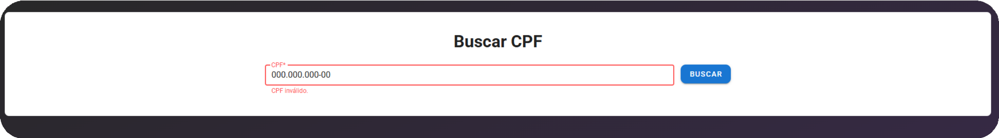 Buscar CPF
CPF*
000.000.000-00
BUSCAR
CPF inválido.